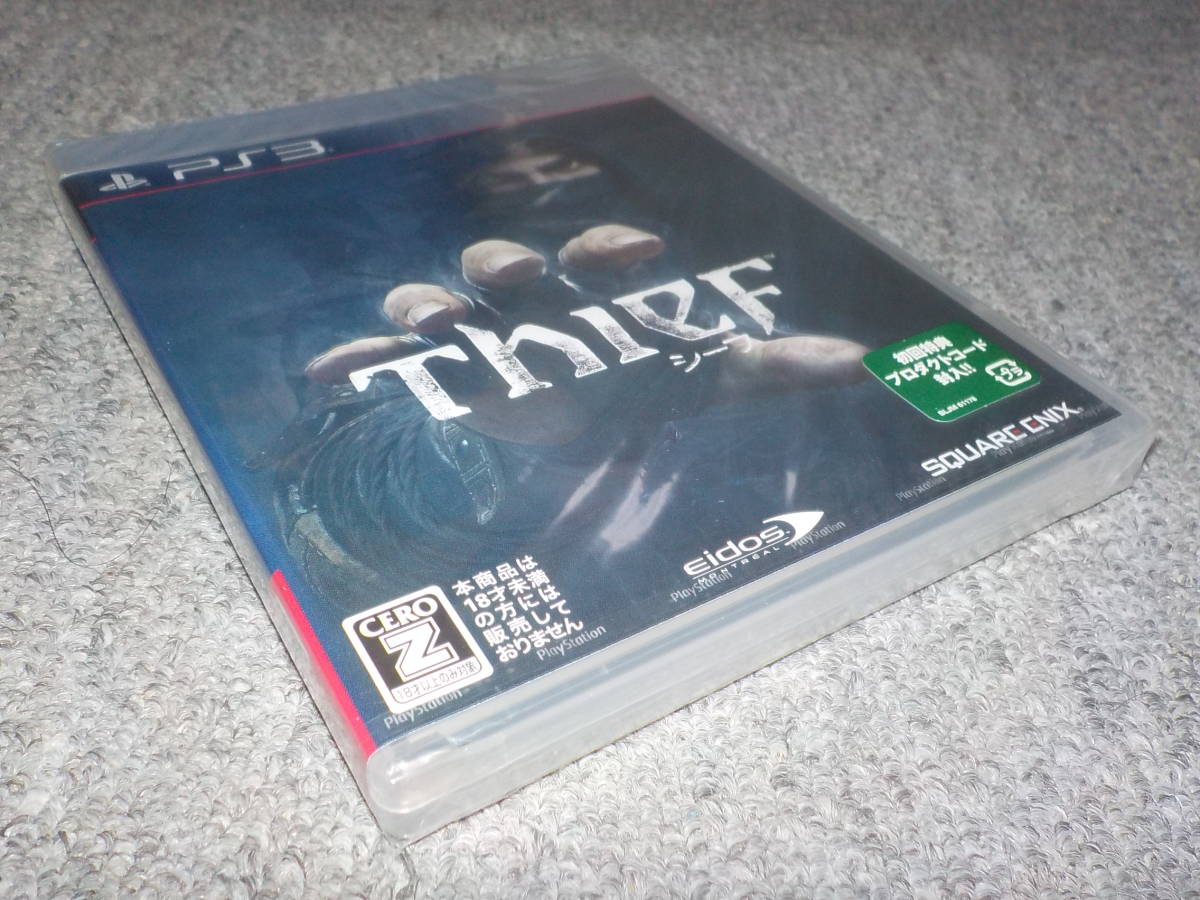 PS3
THIEF
シーフ
初回特典
プロダクトコード
封入!!
BLJM 61178
SQUARE ENIX
eidos
MONTREAL
CERO
Z
18才以上のみ対象
本商品は
18才未満
の方には
販売して
おりません
PlayStation
PlayStation
PlayStation
PlayStation
PlayStation